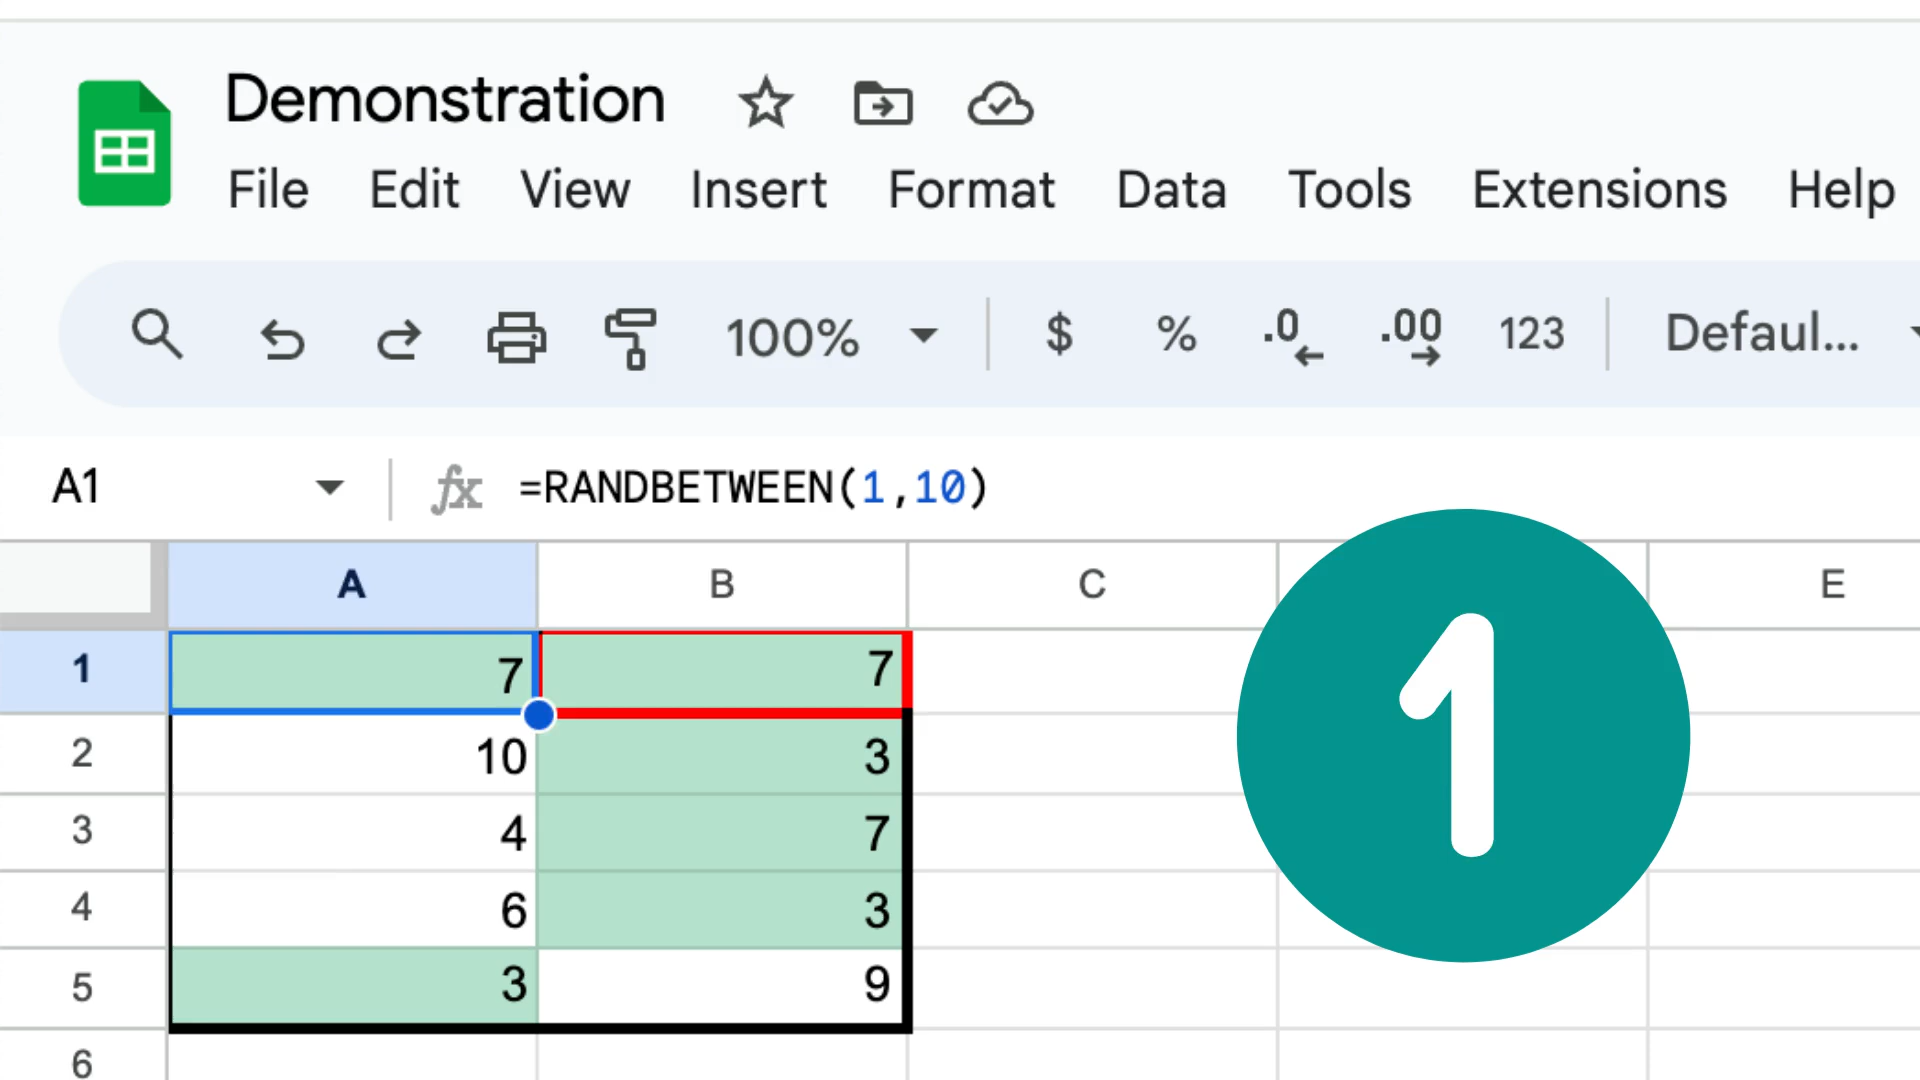 Demonstration
File Edit View Insert Format Data Tools Extensions Help
100% $ % .0 .00 123 Defaul...
A1 fx =RANDBETWEEN(1,10)
A B C E
1 7 7
2 10 3
3 4 7
4 6 3
5 3 9
6
1